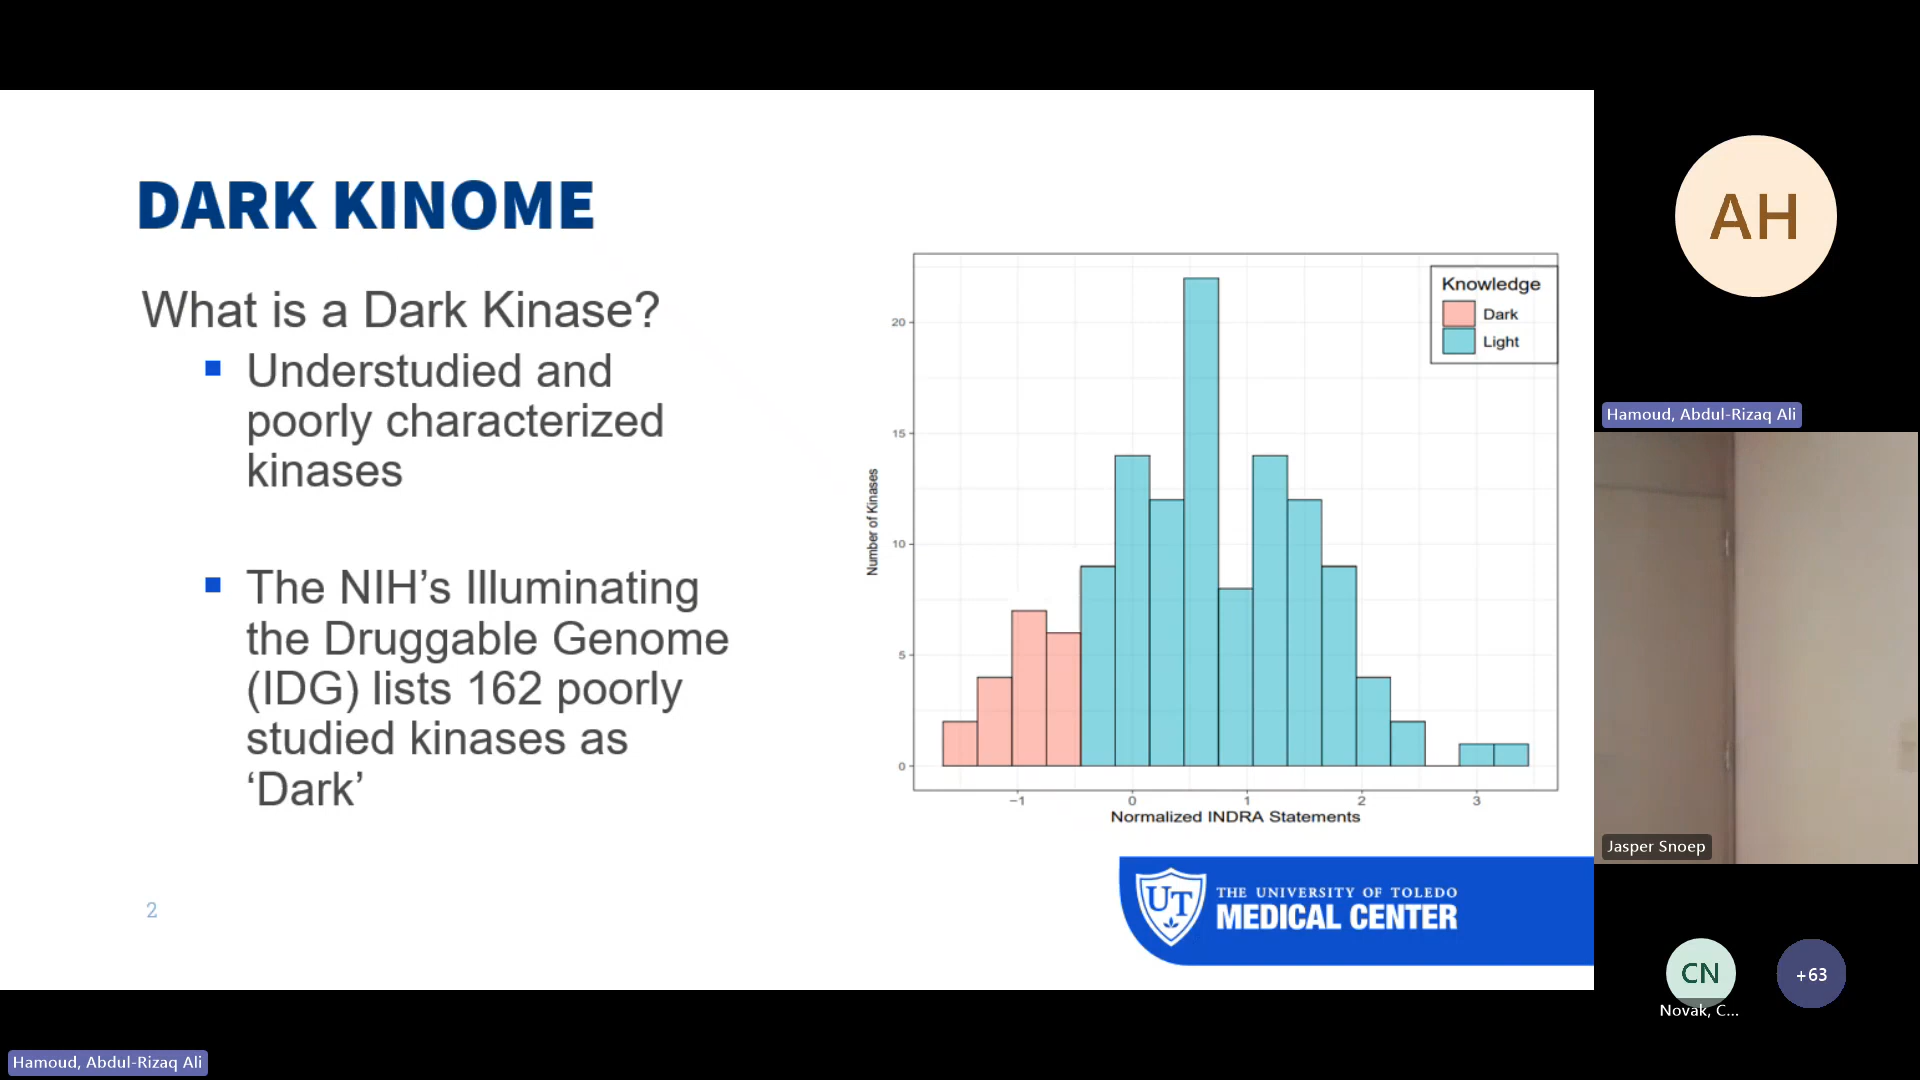 DARK KINOME
What is a Dark Kinase?
Understudied and
poorly characterized
kinases
The NIH’s Illuminating
the Druggable Genome
(IDG) lists 162 poorly
studied kinases as
‘Dark’
2
Number of Kinases
20
15
10
5
0
−1
0
1
2
3
Normalized INDRA Statements
Knowledge
Dark
Light
UT
THE UNIVERSITY OF TOLEDO
MEDICAL CENTER
AH
Hamoud, Abdul-Rizaq Ali
Jasper Snoep
CN
Novak, C...
+63
Hamoud, Abdul-Rizaq Ali